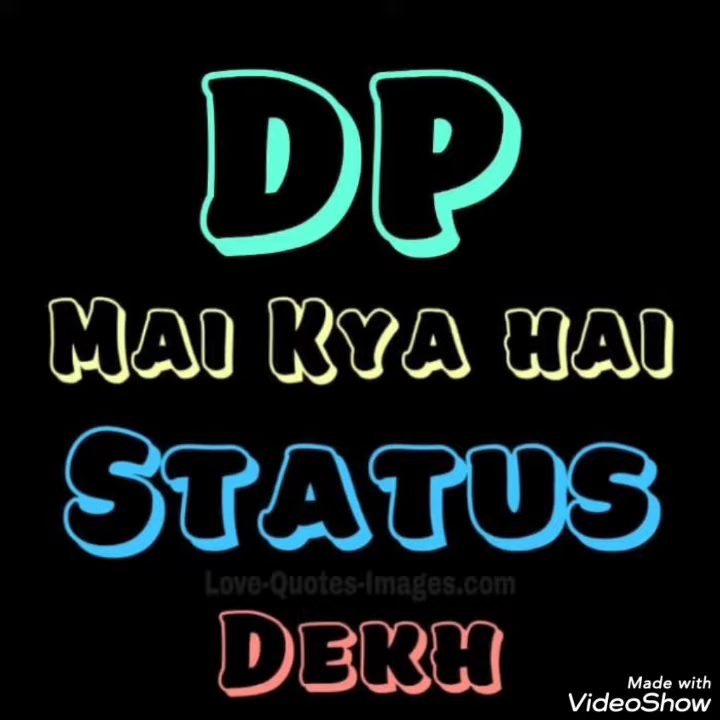 DP
MAI KYA HAI
STATUS
Love-Quotes-Images.com
DEKH
Made with
VideoShow